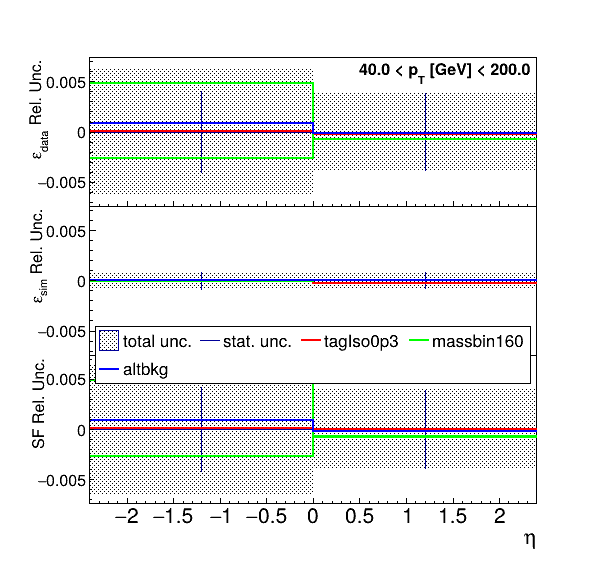 40.0 < p_T [GeV] < 200.0
ε_data Rel. Unc.
0.005
0
−0.005
ε_sim Rel. Unc.
0.005
0
−0.005
total unc. stat. unc. tagIso0p3 massbin160
altbkg
SF Rel. Unc.
0.005
0
−0.005
−2 −1.5 −1 −0.5 0 0.5 1 1.5 2
η